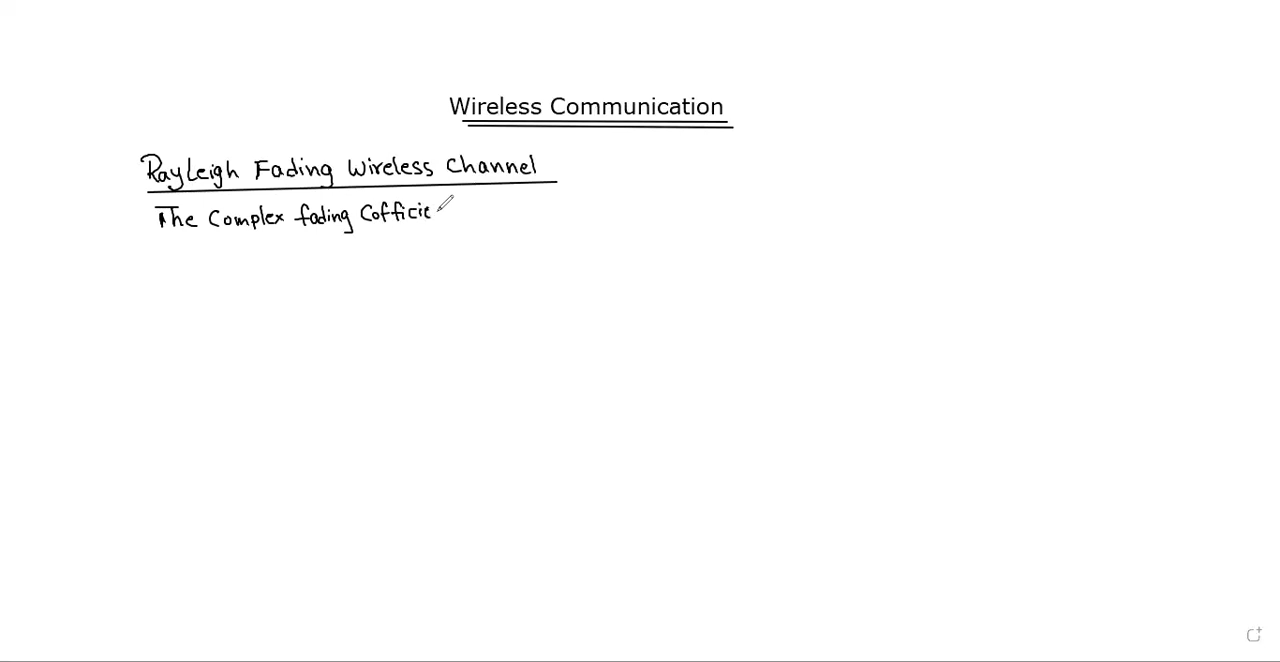 Wireless Communication
Rayleigh Fading Wireless Channel
The Complex fading Cofficie